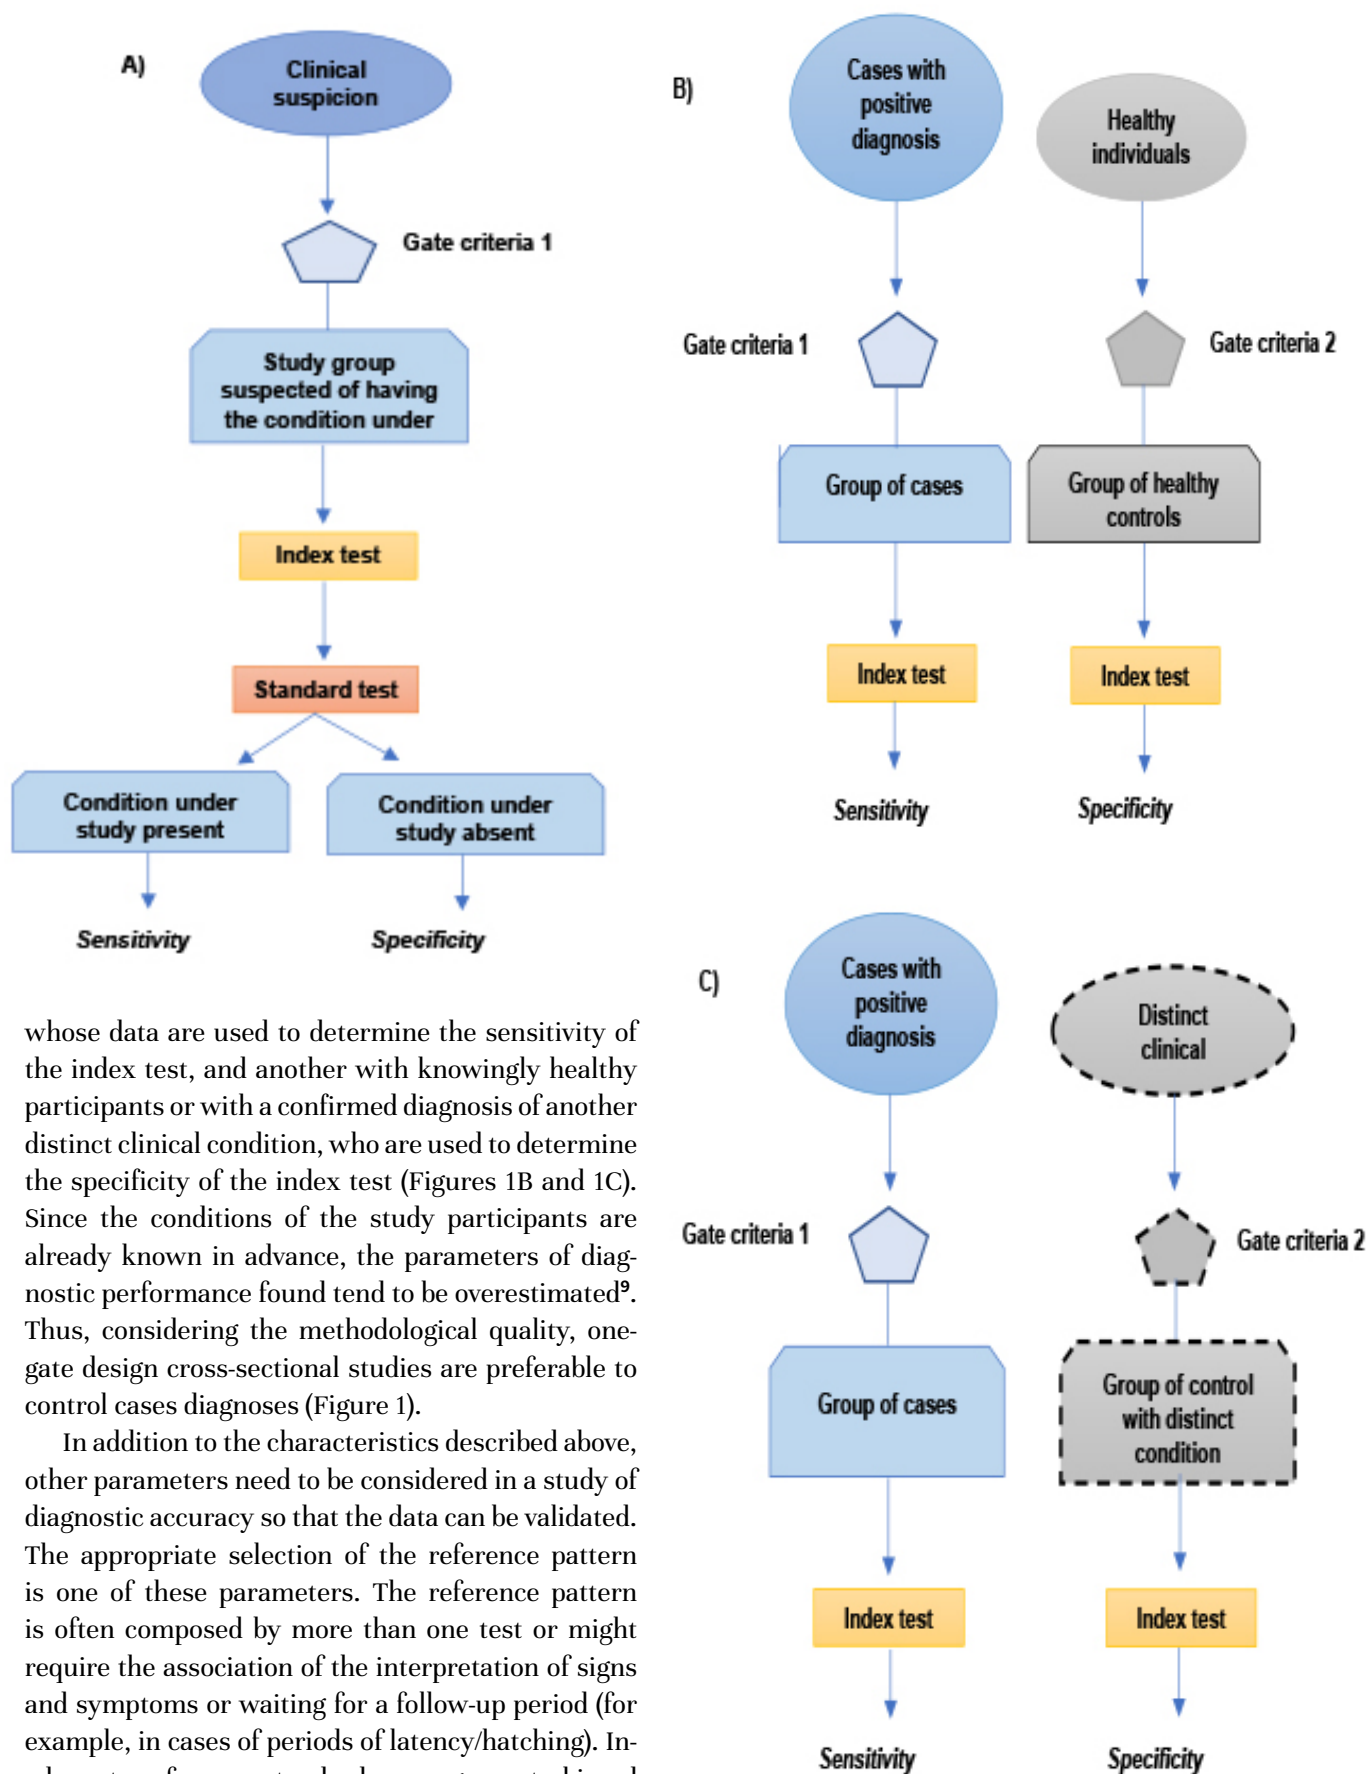 A)
Clinical
suspicion
Gate criteria 1
Study group
suspected of having
the condition under
Index test
Standard test
Condition under
study present
Condition under
study absent
Sensitivity
Specificity
B)
Cases with
positive
diagnosis
Healthy
individuals
Gate criteria 1
Gate criteria 2
Group of cases
Group of healthy
controls
Index test
Index test
Sensitivity
Specificity
C)
Cases with
positive
diagnosis
Distinct
clinical
Gate criteria 1
Gate criteria 2
Group of cases
Group of control
with distinct
condition
Index test
Index test
Sensitivity
Specificity
whose data are used to determine the sensitivity of
the index test, and another with knowingly healthy
participants or with a confirmed diagnosis of another
distinct clinical condition, who are used to determine
the specificity of the index test (Figures 1B and 1C).
Since the conditions of the study participants are
already known in advance, the parameters of diag-
nostic performance found tend to be overestimated⁹.
Thus, considering the methodological quality, one-
gate design cross-sectional studies are preferable to
control cases diagnoses (Figure 1).
In addition to the characteristics described above,
other parameters need to be considered in a study of
diagnostic accuracy so that the data can be validated.
The appropriate selection of the reference pattern
is one of these parameters. The reference pattern
is often composed by more than one test or might
require the association of the interpretation of signs
and symptoms or waiting for a follow-up period (for
example, in cases of periods of latency/hatching). In-